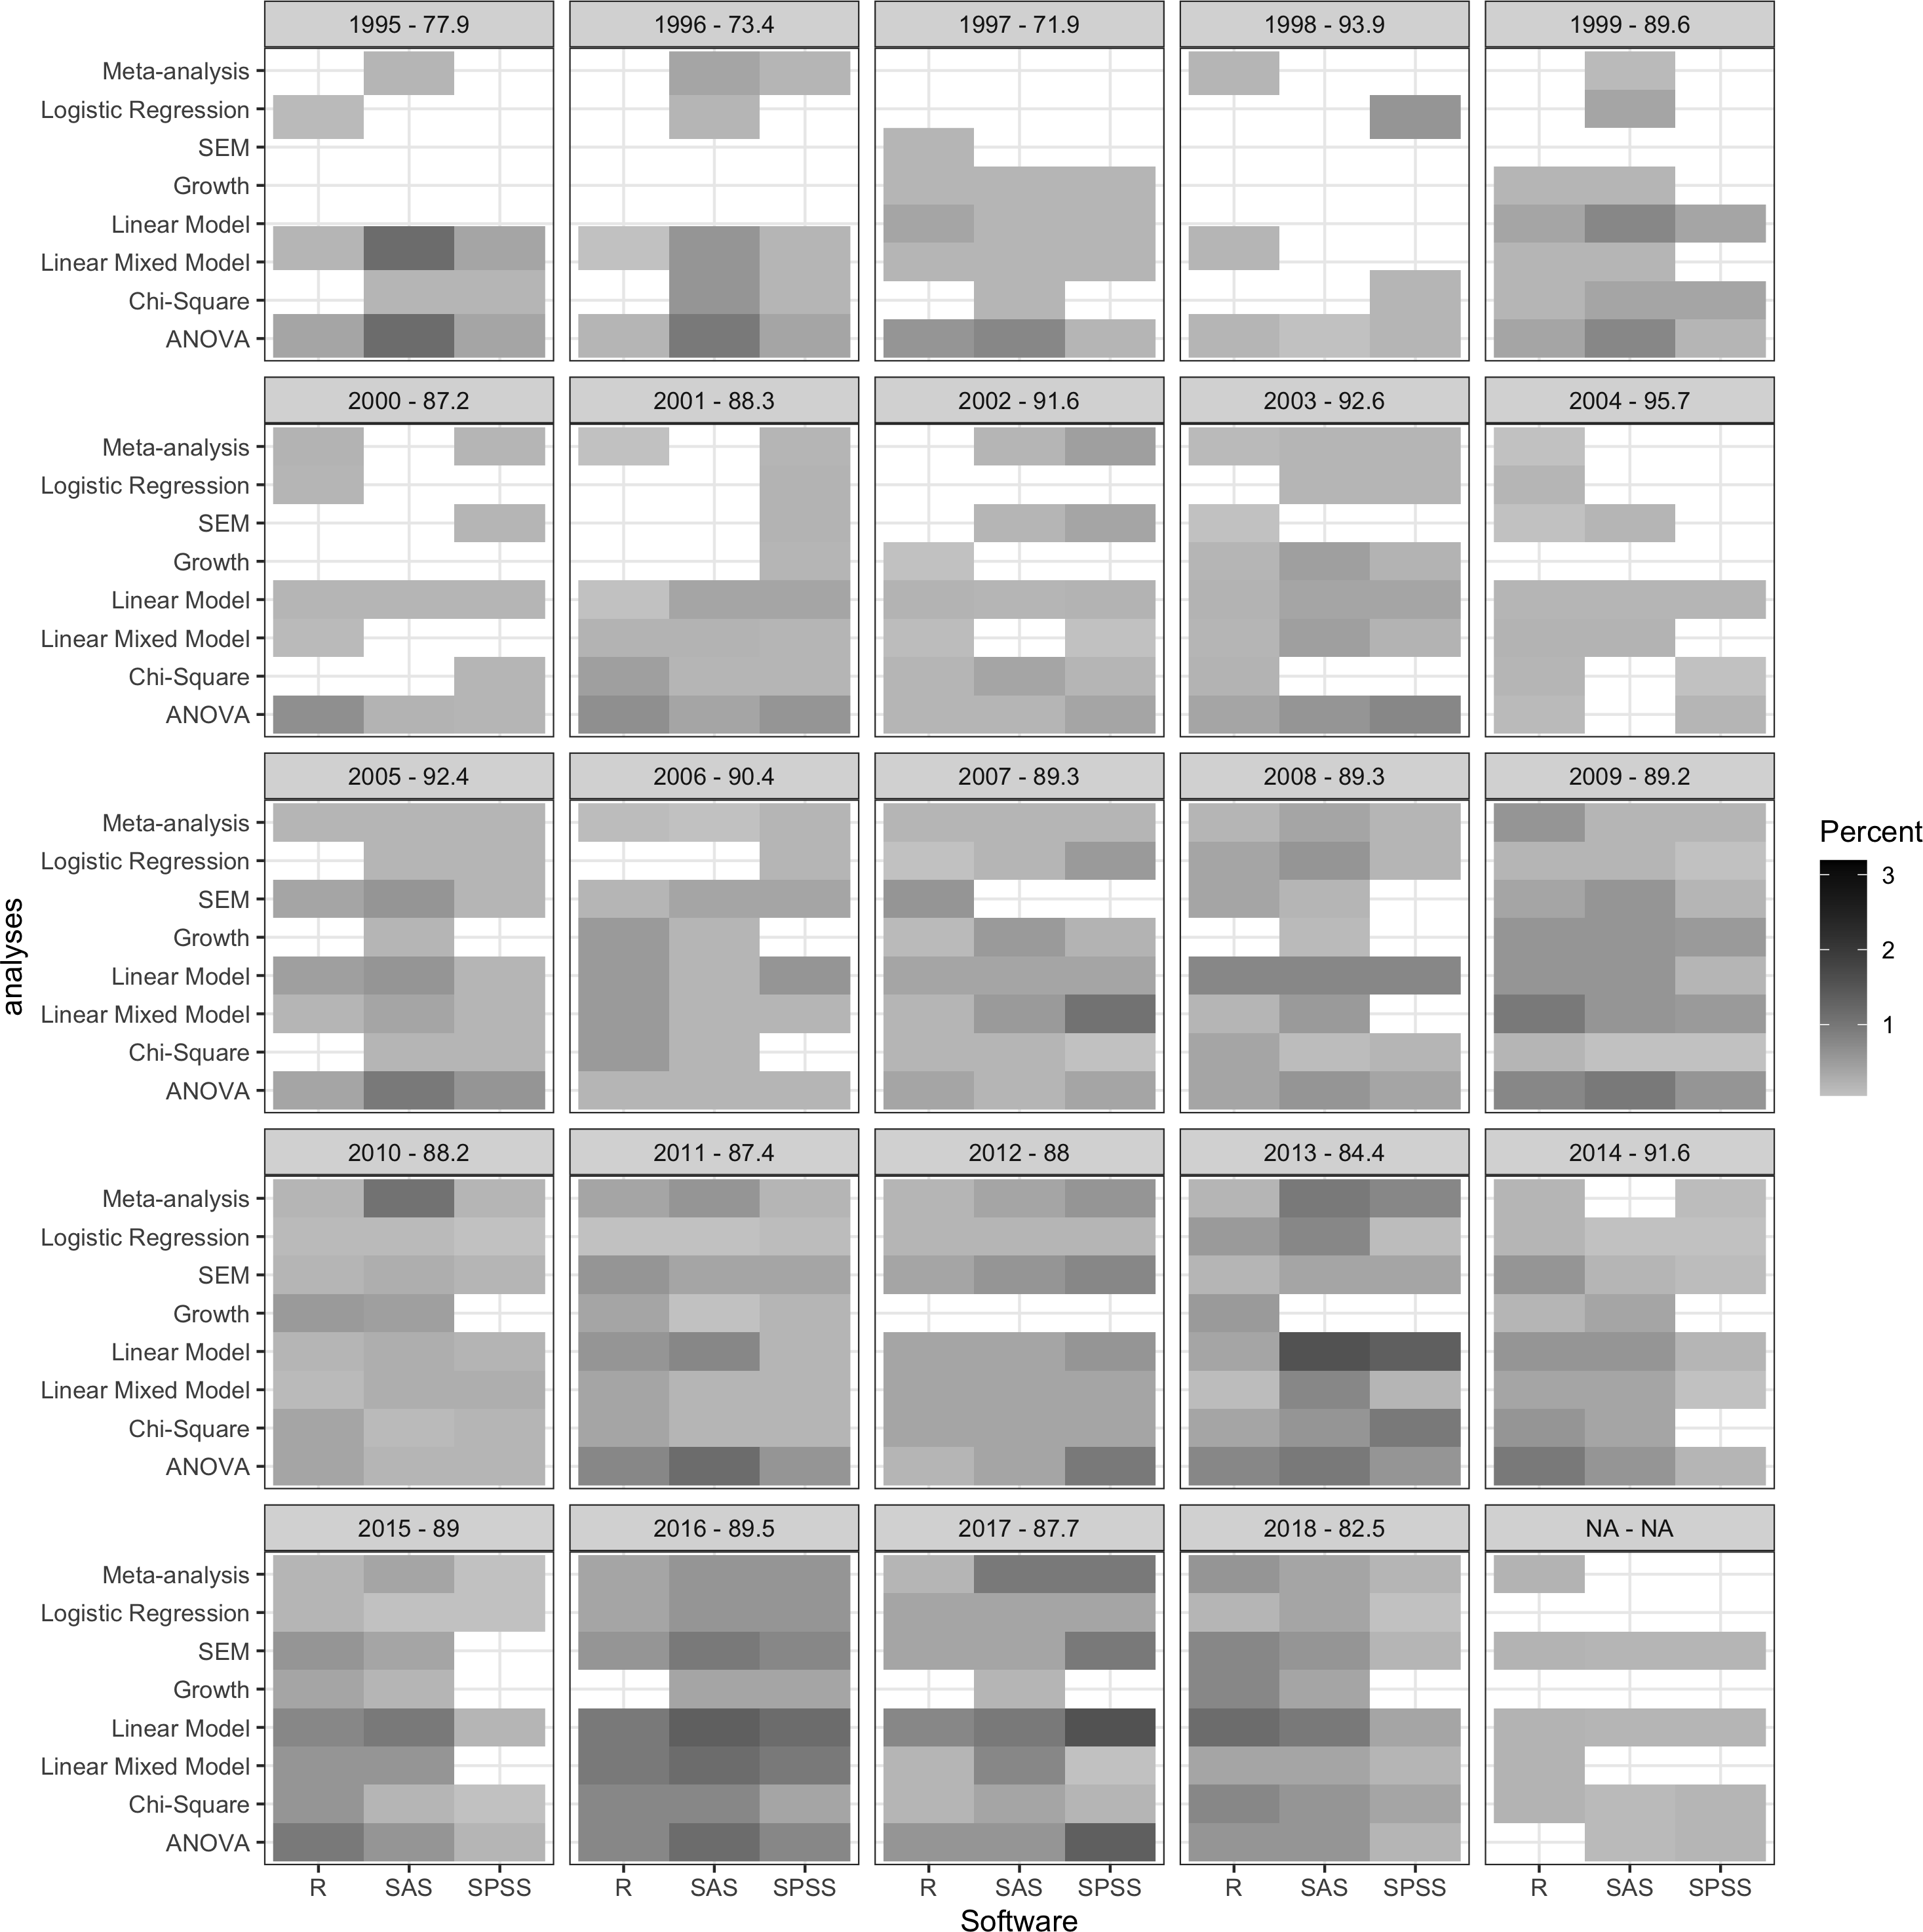 1995 - 77.9 1996 - 73.4 1997 - 71.9 1998 - 93.9 1999 - 89.6
Meta-analysis
Logistic Regression
SEM
Growth
Linear Model
Linear Mixed Model
Chi-Square
ANOVA
2000 - 87.2 2001 - 88.3 2002 - 91.6 2003 - 92.6 2004 - 95.7
Meta-analysis
Logistic Regression
SEM
Growth
Linear Model
Linear Mixed Model
Chi-Square
ANOVA
2005 - 92.4 2006 - 90.4 2007 - 89.3 2008 - 89.3 2009 - 89.2
Meta-analysis
Logistic Regression
SEM
Growth
Linear Model
Linear Mixed Model
Chi-Square
ANOVA
analyses
Percent
3
2
1
2010 - 88.2 2011 - 87.4 2012 - 88 2013 - 84.4 2014 - 91.6
Meta-analysis
Logistic Regression
SEM
Growth
Linear Model
Linear Mixed Model
Chi-Square
ANOVA
2015 - 89 2016 - 89.5 2017 - 87.7 2018 - 82.5 NA - NA
Meta-analysis
Logistic Regression
SEM
Growth
Linear Model
Linear Mixed Model
Chi-Square
ANOVA
R SAS SPSS R SAS SPSS R SAS SPSS R SAS SPSS R SAS SPSS
Software